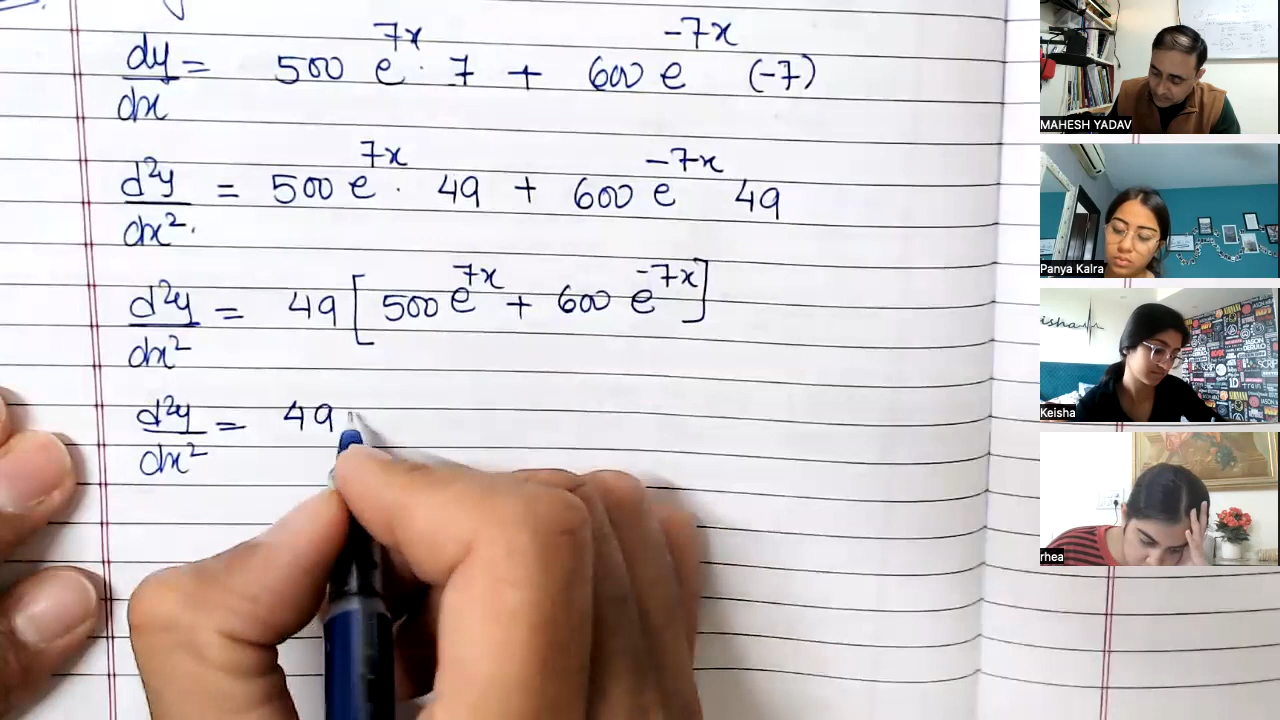 dy/dx = 500 e^7x · 7 + 600 e^-7x (-7)
d²y/dx² = 500 e^7x · 49 + 600 e^-7x 49
d²y/dx² = 49 [ 500 e^7x + 600 e^-7x ]
d²y/dx² = 49
MAHESH YADAV
Panya Kalra
Keisha
rhea